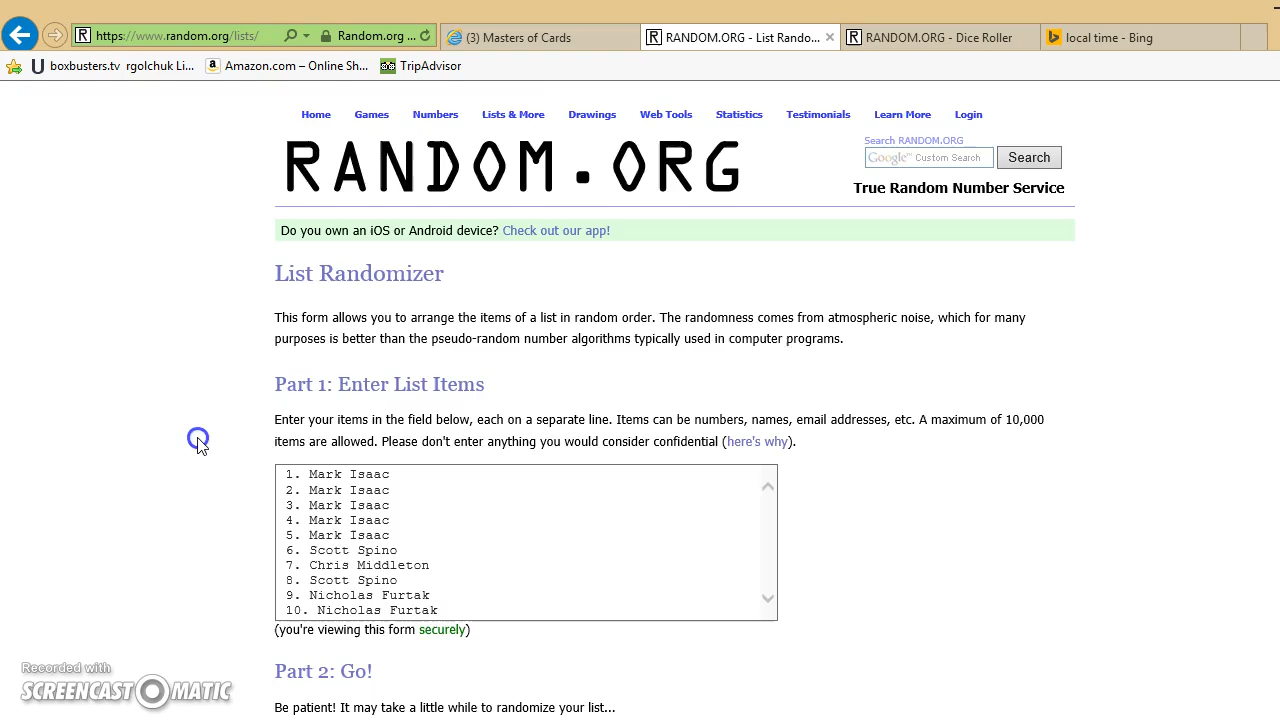 https://www.random.org/lists/
Random.org ...
(3) Masters of Cards
RANDOM.ORG - List Rando...
RANDOM.ORG - Dice Roller
local time - Bing
boxbusters.tv rgolchuk Li...
Amazon.com – Online Sh...
TripAdvisor
Home Games Numbers Lists & More Drawings Web Tools Statistics Testimonials Learn More Login
RANDOM.ORG
Search RANDOM.ORG
Google™ Custom Search
Search
True Random Number Service
Do you own an iOS or Android device? Check out our app!
List Randomizer
This form allows you to arrange the items of a list in random order. The randomness comes from atmospheric noise, which for many
purposes is better than the pseudo-random number algorithms typically used in computer programs.
Part 1: Enter List Items
Enter your items in the field below, each on a separate line. Items can be numbers, names, email addresses, etc. A maximum of 10,000
items are allowed. Please don't enter anything you would consider confidential (here's why).
1. Mark Isaac
2. Mark Isaac
3. Mark Isaac
4. Mark Isaac
5. Mark Isaac
6. Scott Spino
7. Chris Middleton
8. Scott Spino
9. Nicholas Furtak
10. Nicholas Furtak
(you're viewing this form securely)
Part 2: Go!
Be patient! It may take a little while to randomize your list...
Recorded with
SCREENCAST-O-MATIC